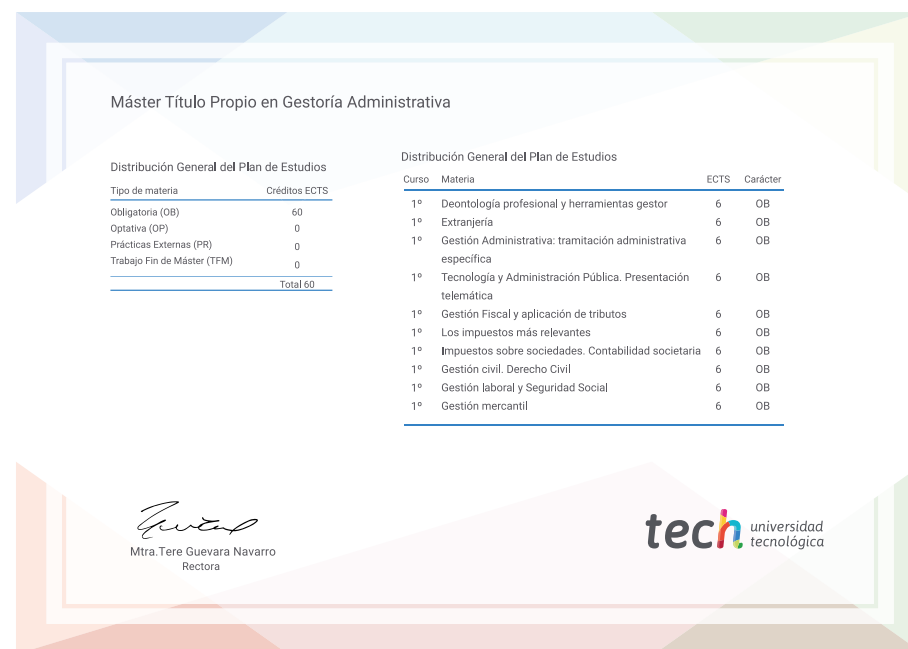 Máster Título Propio en Gestoría Administrativa
Distribución General del Plan de Estudios
Tipo de materia Créditos ECTS
Obligatoria (OB) 60
Optativa (OP) 0
Prácticas Externas (PR) 0
Trabajo Fin de Máster (TFM) 0
Total 60
Distribución General del Plan de Estudios
Curso Materia ECTS Carácter
1º Deontología profesional y herramientas gestor 6 OB
1º Extranjería 6 OB
1º Gestión Administrativa: tramitación administrativa 6 OB
específica
1º Tecnología y Administración Pública. Presentación 6 OB
telemática
1º Gestión Fiscal y aplicación de tributos 6 OB
1º Los impuestos más relevantes 6 OB
1º Impuestos sobre sociedades. Contabilidad societaria 6 OB
1º Gestión civil. Derecho Civil 6 OB
1º Gestión laboral y Seguridad Social 6 OB
1º Gestión mercantil 6 OB
Mtra.Tere Guevara Navarro
Rectora
tech universidad
tecnológica